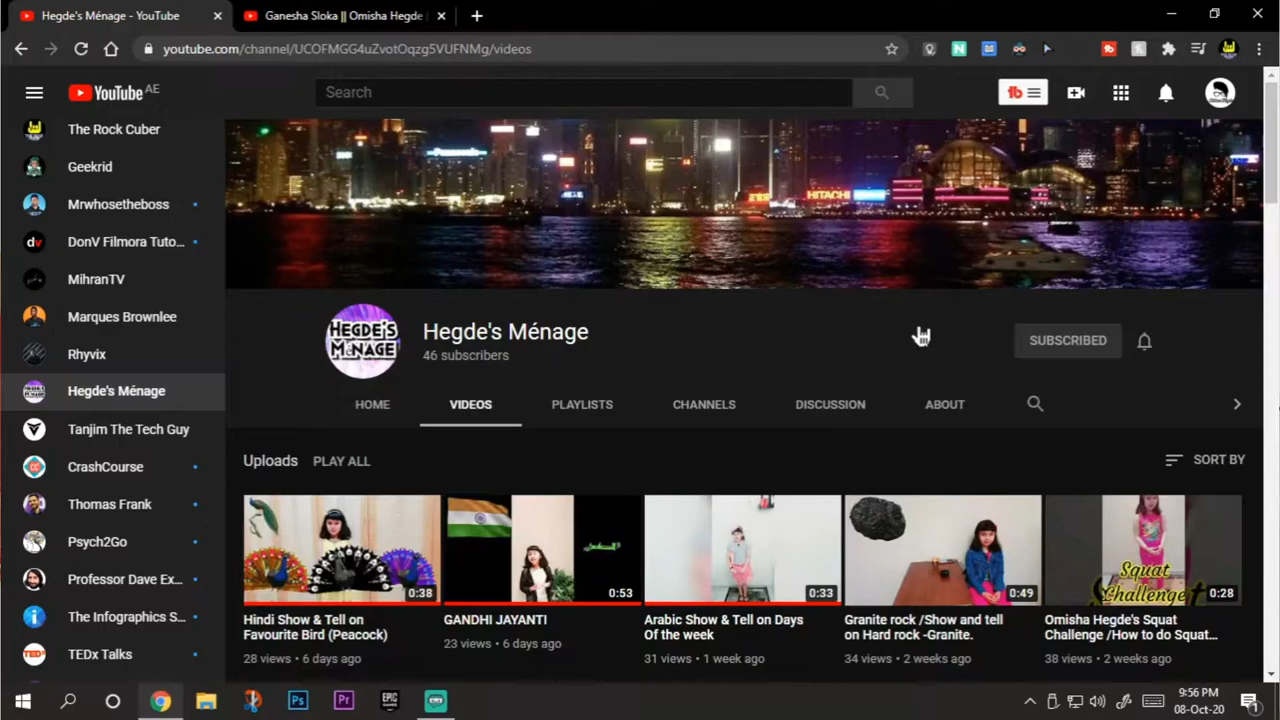 Hegde's Ménage - YouTube
Ganesha Sloka || Omisha Hegde
youtube.com/channel/UCOFMGG4uZvotOqzg5VUFNMg/videos
YouTube AE
Search
The Rock Cuber
Geekrid
Mrwhosetheboss
DonV Filmora Tuto...
MihranTV
Marques Brownlee
Rhyvix
Hegde's Ménage
Tanjim The Tech Guy
CrashCourse
Thomas Frank
Psych2Go
Professor Dave Ex...
The Infographics S...
TEDx Talks
HITACHI
HEGDE'S MéNAGE
Hegde's Ménage
46 subscribers
SUBSCRIBED
HOME VIDEOS PLAYLISTS CHANNELS DISCUSSION ABOUT
Uploads PLAY ALL SORT BY
0:38 0:53 0:33 0:49 0:28
Squat
Challenge
Hindi Show & Tell on
Favourite Bird (Peacock)
28 views • 6 days ago
GANDHI JAYANTI
23 views • 6 days ago
Arabic Show & Tell on Days
Of the week
31 views • 1 week ago
Granite rock /Show and tell
on Hard rock -Granite.
34 views • 2 weeks ago
Omisha Hegde's Squat
Challenge /How to do Squat...
38 views • 2 weeks ago
Ps
Pr
EPIC
GAMES
9:56 PM
08-Oct-20
1